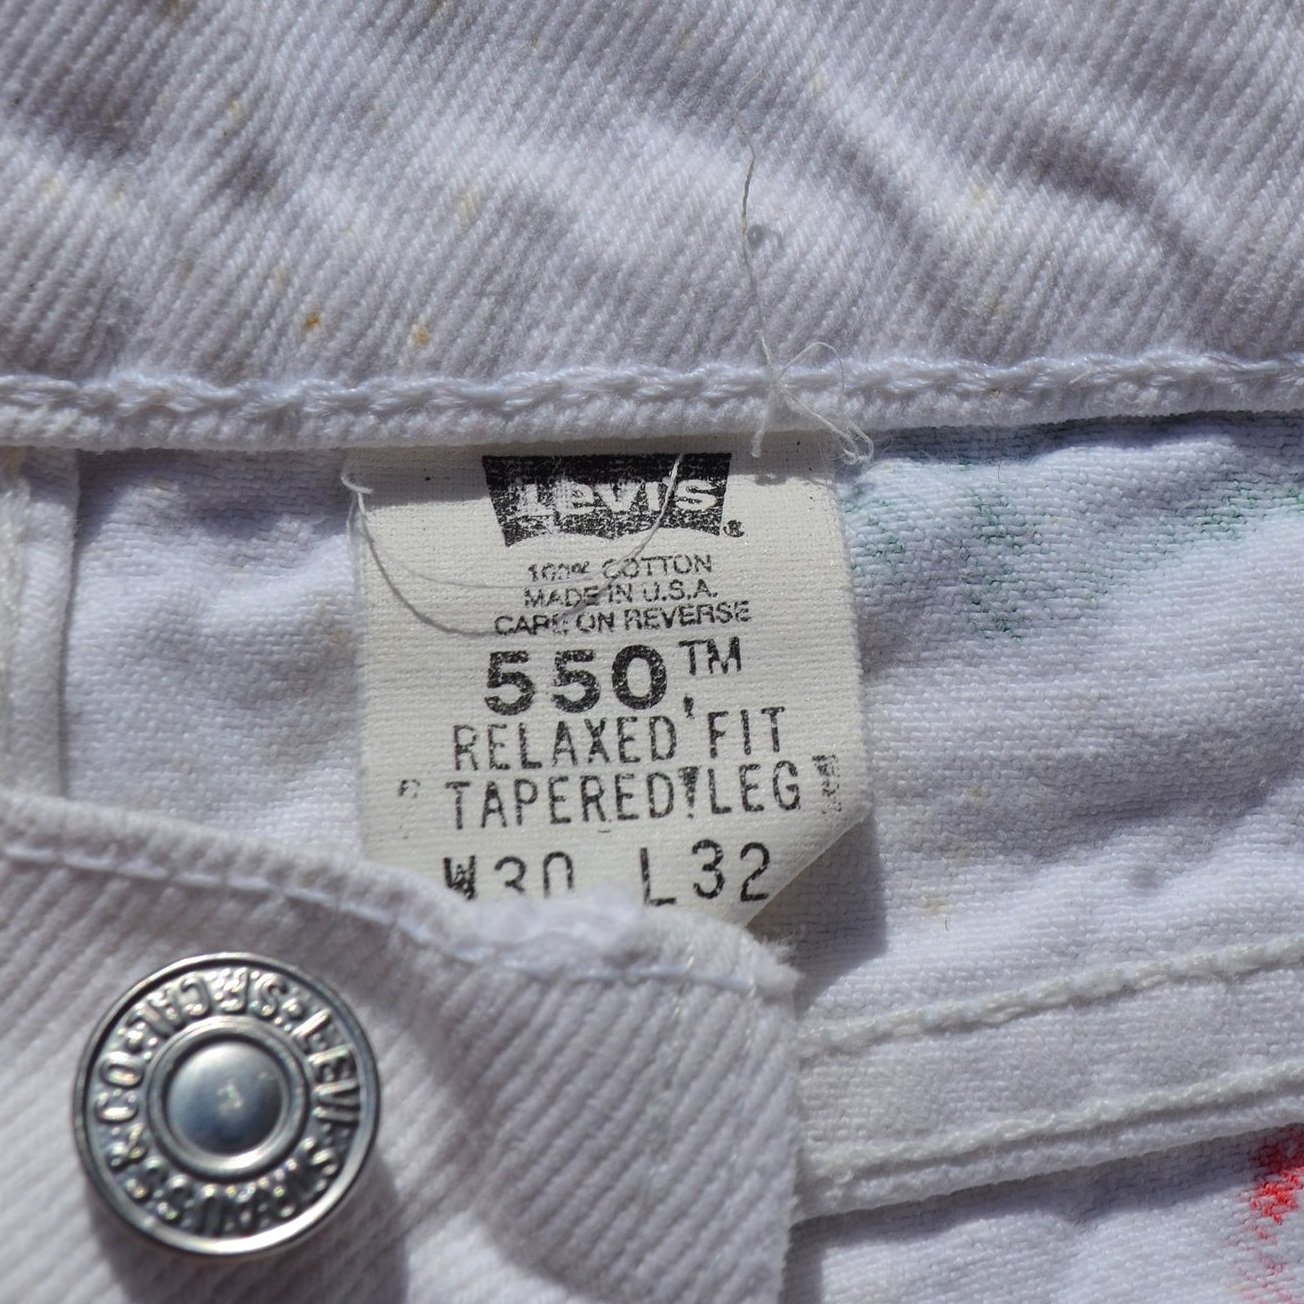 Levi's
&
100% COTTON
MADE IN U.S.A.
CARE ON REVERSE
550™
RELAXED FIT
TAPERED LEG
W30 L32
LEVI STRAUSS & CO. S.F. CAL.